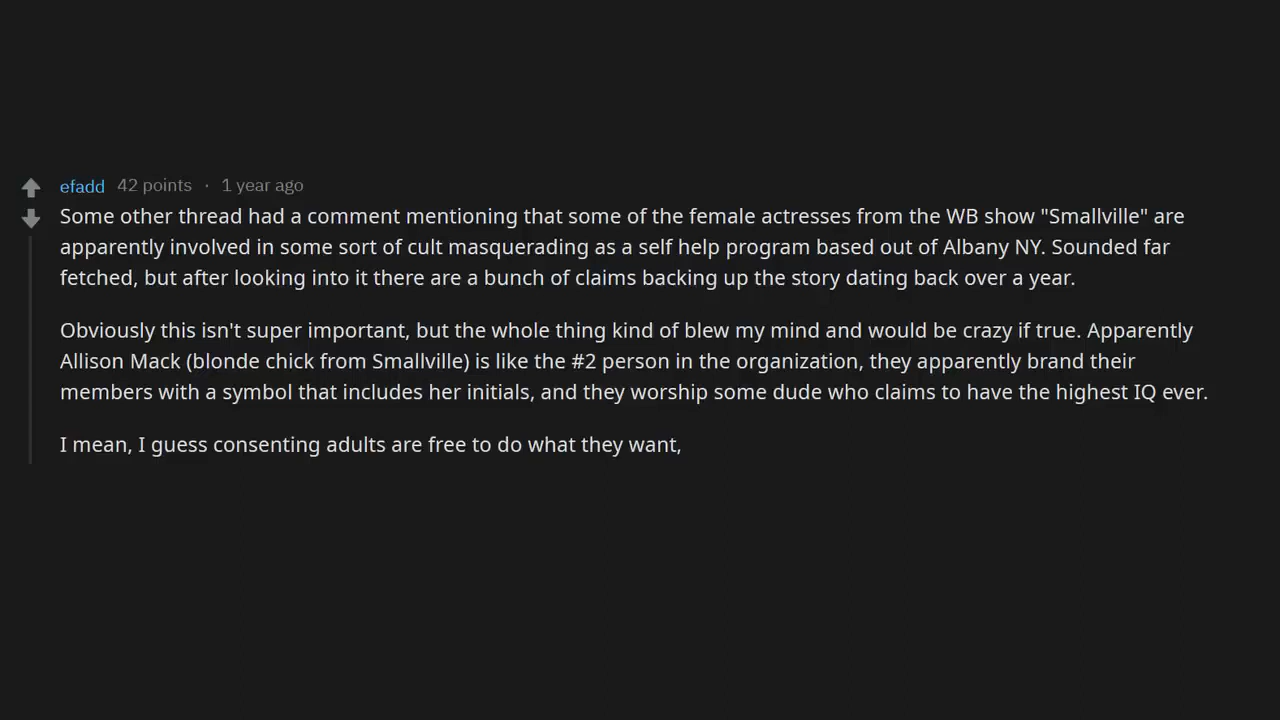 efadd 42 points · 1 year ago
Some other thread had a comment mentioning that some of the female actresses from the WB show "Smallville" are
apparently involved in some sort of cult masquerading as a self help program based out of Albany NY. Sounded far
fetched, but after looking into it there are a bunch of claims backing up the story dating back over a year.
Obviously this isn't super important, but the whole thing kind of blew my mind and would be crazy if true. Apparently
Allison Mack (blonde chick from Smallville) is like the #2 person in the organization, they apparently brand their
members with a symbol that includes her initials, and they worship some dude who claims to have the highest IQ ever.
I mean, I guess consenting adults are free to do what they want,